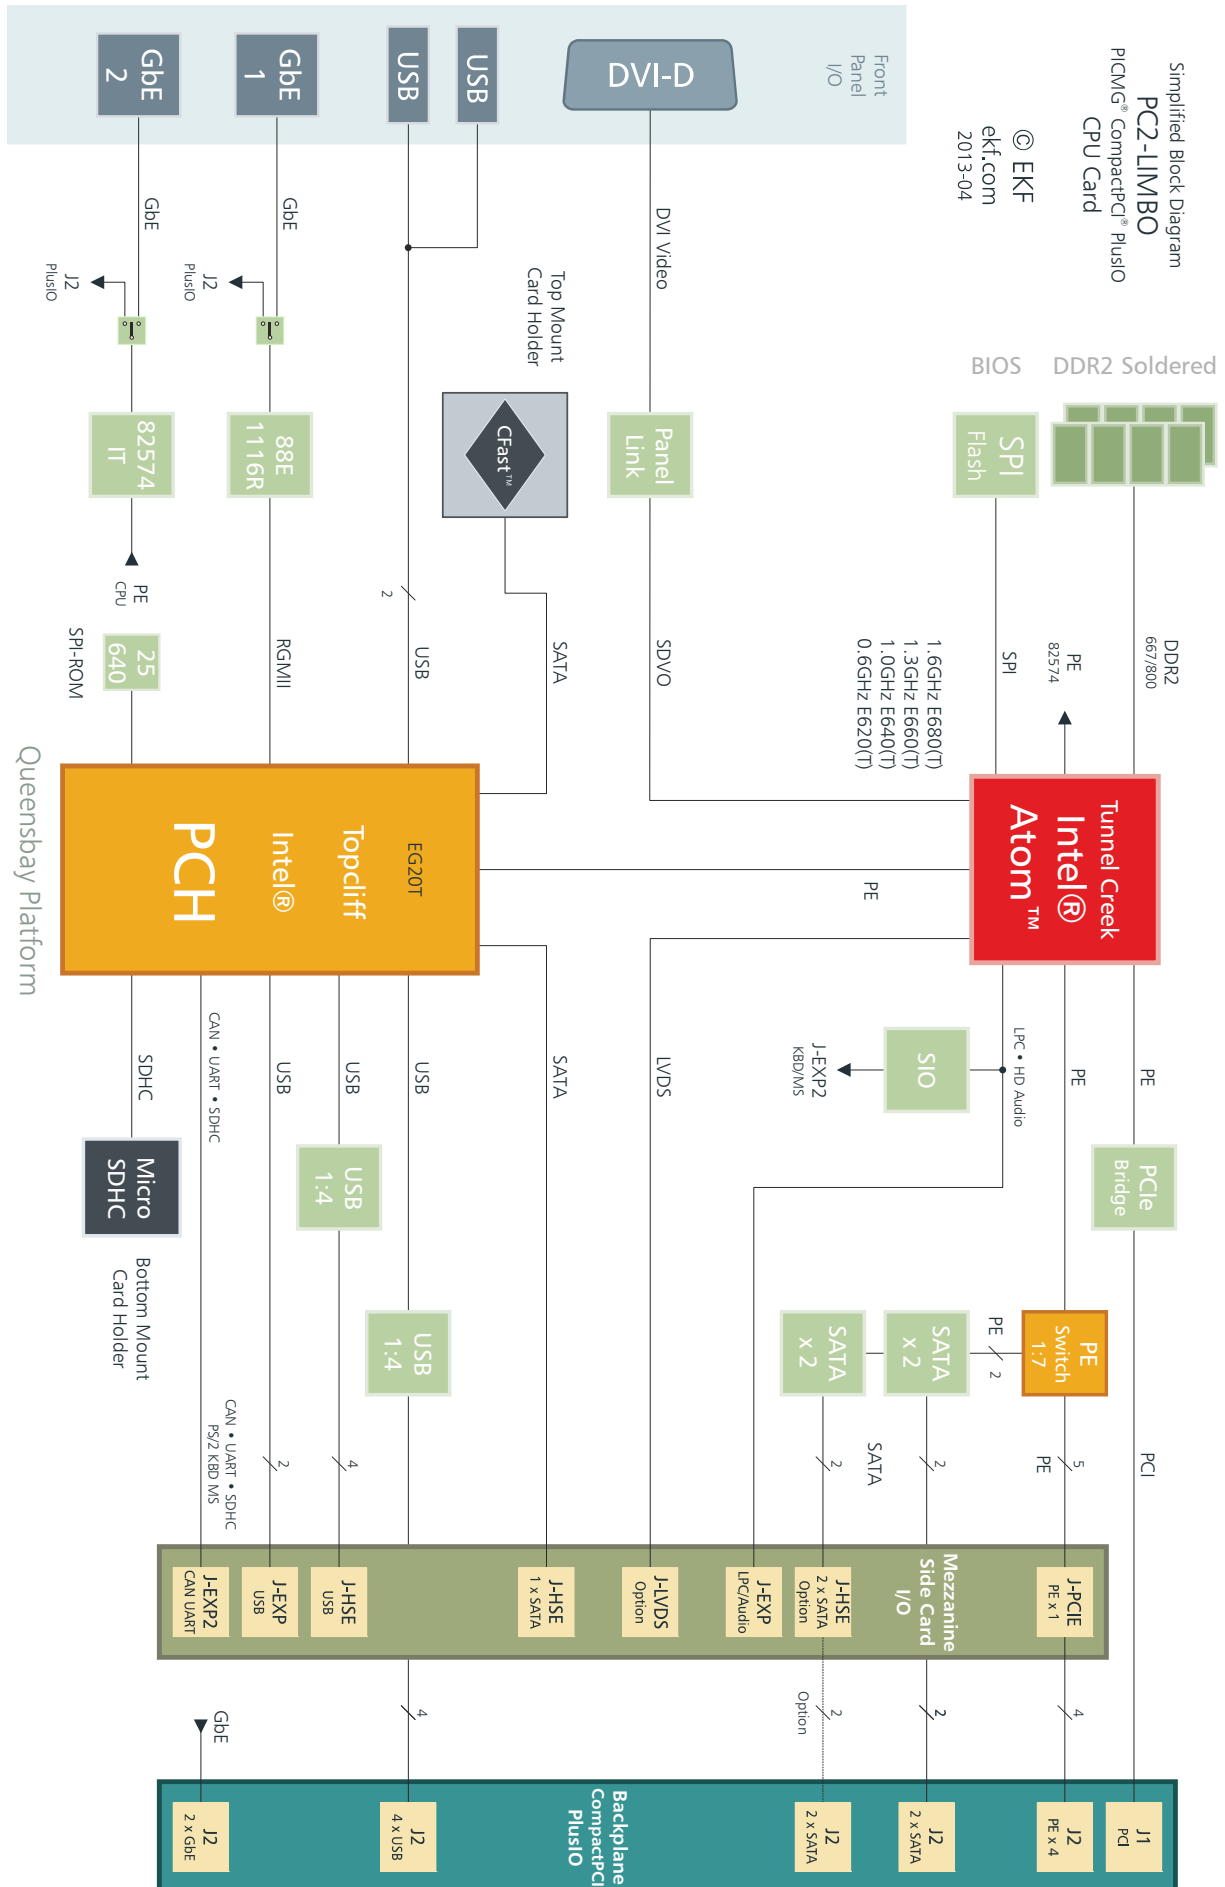 Simplified Block Diagram
PC2-LIMBO
PICMG® CompactPCI® PlusIO
CPU Card
© EKF
ekf.com
2013-04
Front
Panel
I/O
DVI-D
USB
USB
GbE
1
GbE
2
DVI Video
GbE
GbE
J2
PlusIO
J2
PlusIO
Top Mount
Card Holder
CFast™
BIOS
DDR2 Soldered
SPI
Flash
Panel
Link
88E
1116R
82574
IT
PE
CPU
25
640
SPI-ROM
RGMII
2
USB
SATA
SDVO
1.6GHz E680(T)
1.3GHz E660(T)
1.0GHz E640(T)
0.6GHz E620(T)
SPI
PE
82574
DDR2
667/800
Tunnel Creek
Intel®
Atom™
PE
EG20T
Topcliff
Intel®
PCH
Queensbay Platform
PE
PE
LPC • HD Audio
SIO
J-EXP2
KBD/MS
LVDS
SATA
USB
USB
USB
CAN • UART • SDHC
SDHC
Micro
SDHC
Bottom Mount
Card Holder
USB
1:4
USB
1:4
PCIe
Bridge
PE
Switch
1:7
PE
2
SATA
x 2
SATA
x 2
PCI
5
PE
2
SATA
2
4
2
CAN • UART • SDHC
PS/2 KBD MS
Mezzanine
Side Card
I/O
J-PCIE
PE x 1
J-HSE
2 x SATA
Option
J-EXP
LPC/Audio
J-LVDS
Option
J-HSE
1 x SATA
J-HSE
USB
J-EXP
USB
J-EXP2
CAN UART
4
2
2
Option
4
GbE
Backplane
CompactPCI
PlusIO
J1
PCI
J2
PE x 4
J2
2 x SATA
J2
2 x SATA
J2
4 x USB
J2
2 x GbE